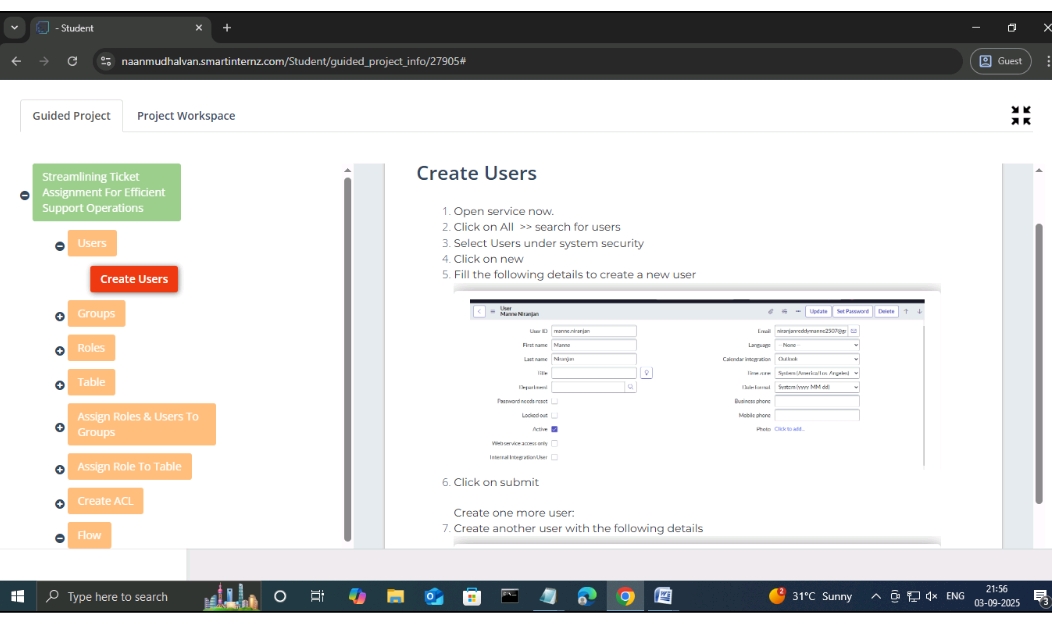 - Student
naanmudhalvan.smartinternz.com/Student/guided_project_info/27905#
Guest
Guided Project
Project Workspace
Streamlining Ticket
Assignment For Efficient
Support Operations
Users
Create Users
Groups
Roles
Table
Assign Roles & Users To
Groups
Assign Role To Table
Create ACL
Flow
Create Users
1. Open service now.
2. Click on All >> search for users
3. Select Users under system security
4. Click on new
5. Fill the following details to create a new user
User
Manne Niranjan
Update
Set Password
Delete
User ID manne.niranjan
First name Manne
Last name Niranjan
Title
Department
Password needs reset
Locked out
Active
Web service access only
Internal Integration User
Email niranjanreddymanne2507@p
Language -- None --
Calendar integration Outlook
Time zone System (America/Los_Angeles)
Date format System (yyyy-MM-dd)
Business phone
Mobile phone
Photo Click to add...
6. Click on submit
Create one more user:
7. Create another user with the following details
Type here to search
31°C Sunny
ENG
21:56
03-09-2025
3